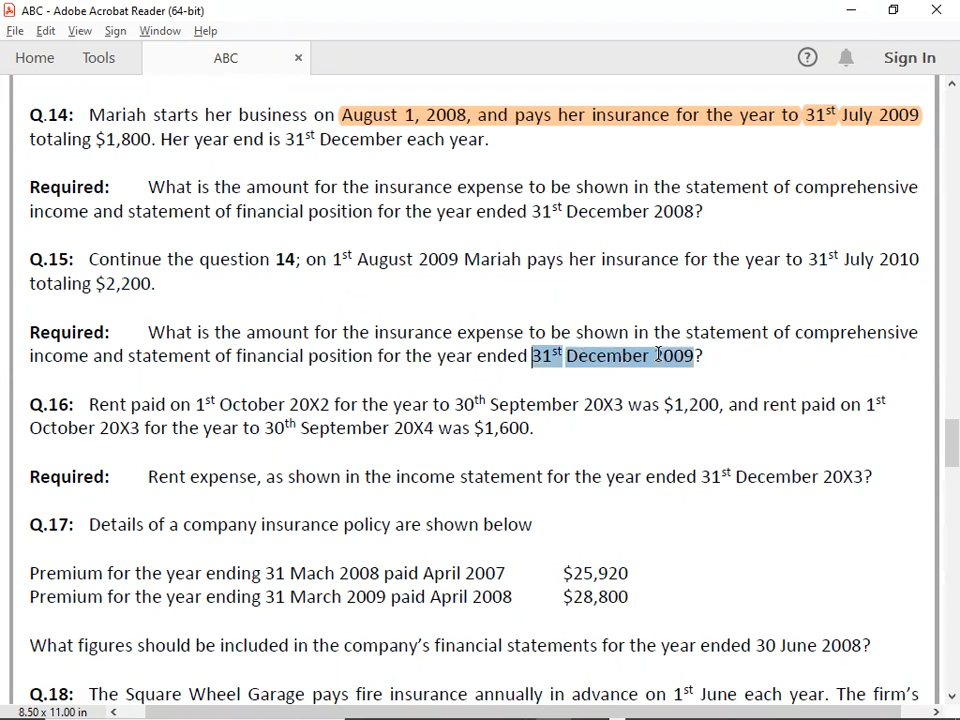 ABC - Adobe Acrobat Reader (64-bit)
File Edit View Sign Window Help
Home Tools ABC × ? Sign In
Q.14: Mariah starts her business on August 1, 2008, and pays her insurance for the year to 31st July 2009
totaling $1,800. Her year end is 31st December each year.
Required: What is the amount for the insurance expense to be shown in the statement of comprehensive
income and statement of financial position for the year ended 31st December 2008?
Q.15: Continue the question 14; on 1st August 2009 Mariah pays her insurance for the year to 31st July 2010
totaling $2,200.
Required: What is the amount for the insurance expense to be shown in the statement of comprehensive
income and statement of financial position for the year ended 31st December 2009?
Q.16: Rent paid on 1st October 20X2 for the year to 30th September 20X3 was $1,200, and rent paid on 1st
October 20X3 for the year to 30th September 20X4 was $1,600.
Required: Rent expense, as shown in the income statement for the year ended 31st December 20X3?
Q.17: Details of a company insurance policy are shown below
Premium for the year ending 31 Mach 2008 paid April 2007 $25,920
Premium for the year ending 31 March 2009 paid April 2008 $28,800
What figures should be included in the company's financial statements for the year ended 30 June 2008?
Q.18: The Square Wheel Garage pays fire insurance annually in advance on 1st June each year. The firm's
8.50 x 11.00 in